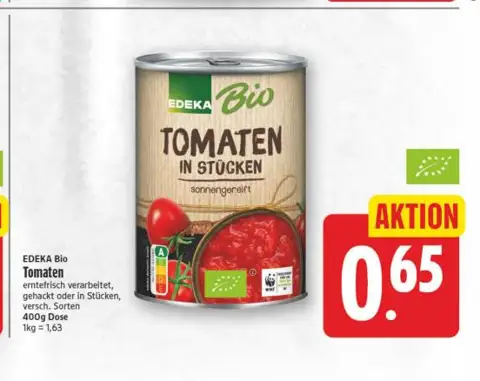 EDEKA Bio
TOMATEN
IN STÜCKEN
sonnengereift
A
WWF
EDEKA Bio
Tomaten
erntefrisch verarbeitet,
gehackt oder in Stücken,
versch. Sorten
400g Dose
1kg = 1,63
AKTION
0.65